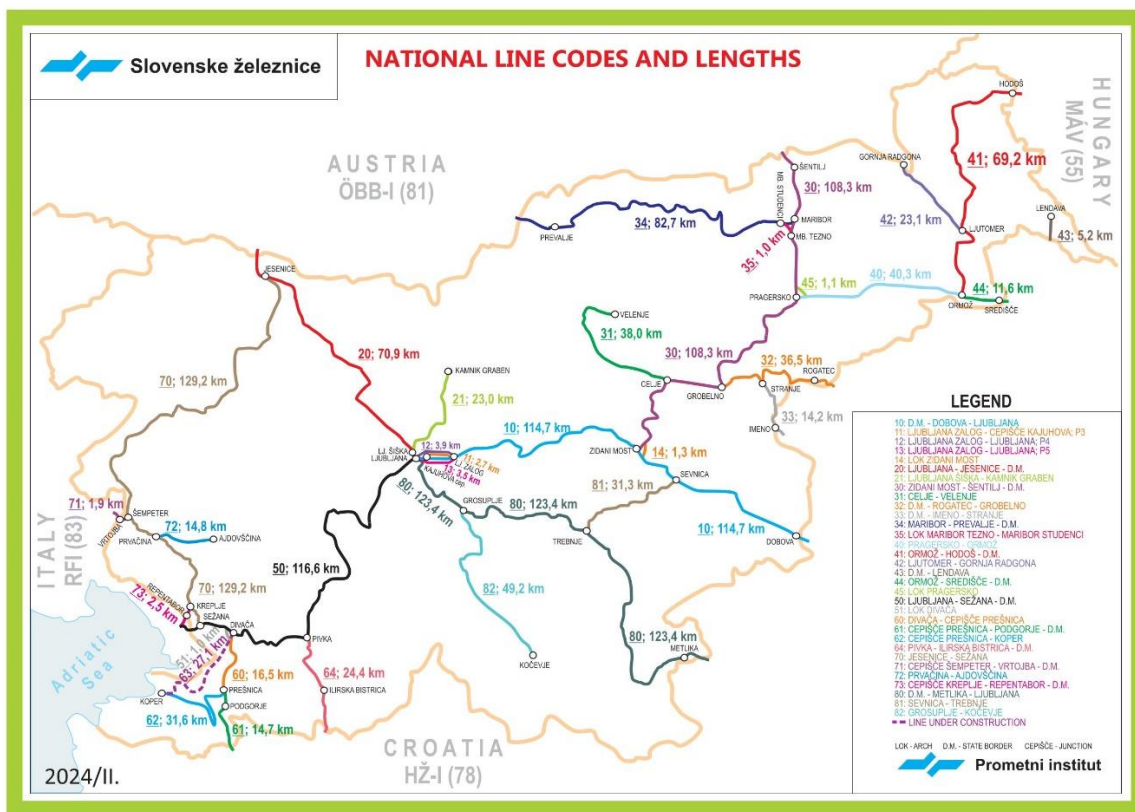 Slovenske železnice
NATIONAL LINE CODES AND LENGTHS
AUSTRIA
ÖBB-I (81)
HUNGARY
MÁV (55)
ITALY
RFI (83)
CROATIA
HŽ-I (78)
Adriatic
Sea
HODOŠ
41; 69,2 km
GORNJA RADGONA
ŠENTILJ
30; 108,3 km
MB. STUDENCI
MARIBOR
MB. TEZNO
34; 82,7 km
PREVALJE
35; 1,0 km
42; 23,1 km
LJUTOMER
LENDAVA
43; 5,2 km
45; 1,1 km
40; 40,3 km
PRAGERSKO
44; 11,6 km
ORMOŽ
SREDIŠČE
JESENICE
VELENJE
31; 38,0 km
20; 70,9 km
30; 108,3 km
32; 36,5 km
ROGATEC
70; 129,2 km
KAMNIK GRABEN
21; 23,0 km
CELJE
GROBELNO
STRANJE
33; 14,2 km
IMENO
10; 114,7 km
LJ. ŠIŠKA
LJUBLJANA
12; 3,9 km
11; 2,7 km
LJ. ZALOG
KAJUHOVA cep.
13; 3,5 km
ZIDANI MOST
14; 1,3 km
SEVNICA
81; 31,3 km
80; 123,4 km
GROSUPLJE
80; 123,4 km
TREBNJE
10; 114,7 km
DOBOVA
71; 1,9 km
ŠEMPETER
VRTOJBA
72; 14,8 km
PRVAČINA
AJDOVŠČINA
50; 116,6 km
70; 129,2 km
82; 49,2 km
REPENTABOR
73; 2,5 km
KREPLJE
SEŽANA
DIVAČA
51; 1,0 km
63; 27,1 km
PIVKA
KOČEVJE
80; 123,4 km
METLIKA
60; 16,5 km
64; 24,4 km
KOPER
PREŠNICA
ILIRSKA BISTRICA
PODGORJE
62; 31,6 km
61; 14,7 km
2024/II.
LEGEND
10: D.M. - DOBOVA - LJUBLJANA
11: LJUBLJANA ZALOG - CEPIŠČE KAJUHOVA; P3
12: LJUBLJANA ZALOG - LJUBLJANA; P4
13: LJUBLJANA ZALOG - LJUBLJANA; P5
14: LOK ZIDANI MOST
20: LJUBLJANA - JESENICE - D.M.
21: LJUBLJANA ŠIŠKA - KAMNIK GRABEN
30: ZIDANI MOST - ŠENTILJ - D.M.
31: CELJE - VELENJE
32: D.M. - ROGATEC - GROBELNO
33: D.M. - IMENO - STRANJE
34: MARIBOR - PREVALJE - D.M.
35: LOK MARIBOR TEZNO - MARIBOR STUDENCI
40: PRAGERSKO - ORMOŽ
41: ORMOŽ - HODOŠ - D.M.
42: LJUTOMER - GORNJA RADGONA
43: D.M. - LENDAVA
44: ORMOŽ - SREDIŠČE - D.M.
45: LOK PRAGERSKO
50: LJUBLJANA - SEŽANA - D.M.
51: LOK DIVAČA
60: DIVAČA - CEPIŠČE PREŠNICA
61: CEPIŠČE PREŠNICA - PODGORJE - D.M.
62: CEPIŠČE PREŠNICA - KOPER
64: PIVKA - ILIRSKA BISTRICA - D.M.
70: JESENICE - SEŽANA
71: CEPIŠČE ŠEMPETER - VRTOJBA - D.M.
72: PRVAČINA - AJDOVŠČINA
73: CEPIŠČE KREPLJE - REPENTABOR - D.M.
80: D.M. - METLIKA - LJUBLJANA
81: SEVNICA - TREBNJE
82: GROSUPLJE - KOČEVJE
LINE UNDER CONSTRUCTION
LOK - ARCH D.M. - STATE BORDER CEPIŠČE - JUNCTION
Prometni institut